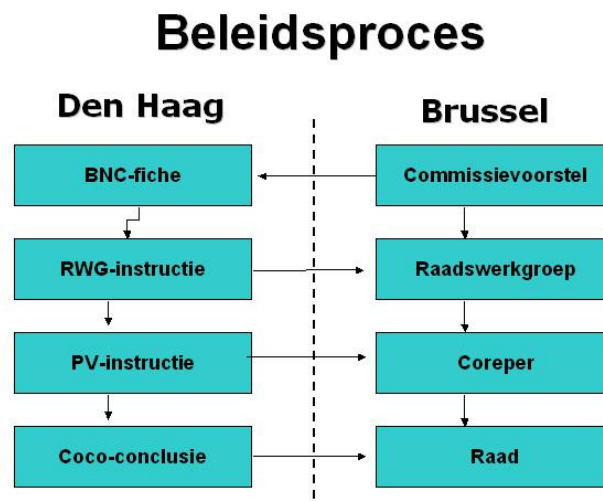 Beleidsproces
Den Haag
Brussel
BNC-fiche
Commissievoorstel
RWG-instructie
Raadswerkgroep
PV-instructie
Coreper
Coco-conclusie
Raad